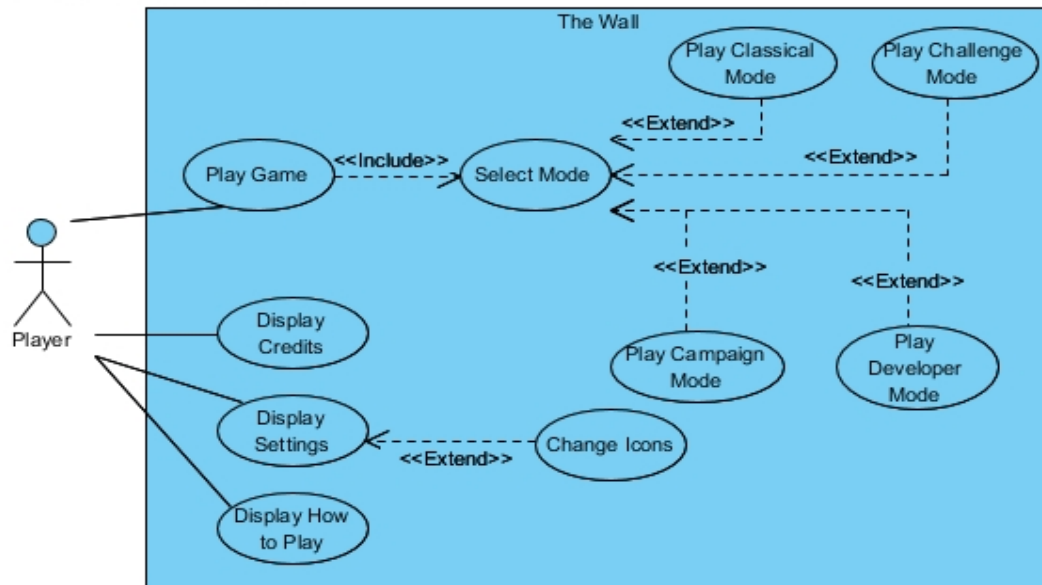 The Wall
Play Classical
Mode
Play Challenge
Mode
<<Extend>>
<<Include>>
<<Extend>>
Play Game
Select Mode
<<Extend>>
<<Extend>>
Player
Display
Credits
Play Campaign
Mode
Play
Developer
Mode
Display
Settings
<<Extend>>
Change Icons
Display How
to Play